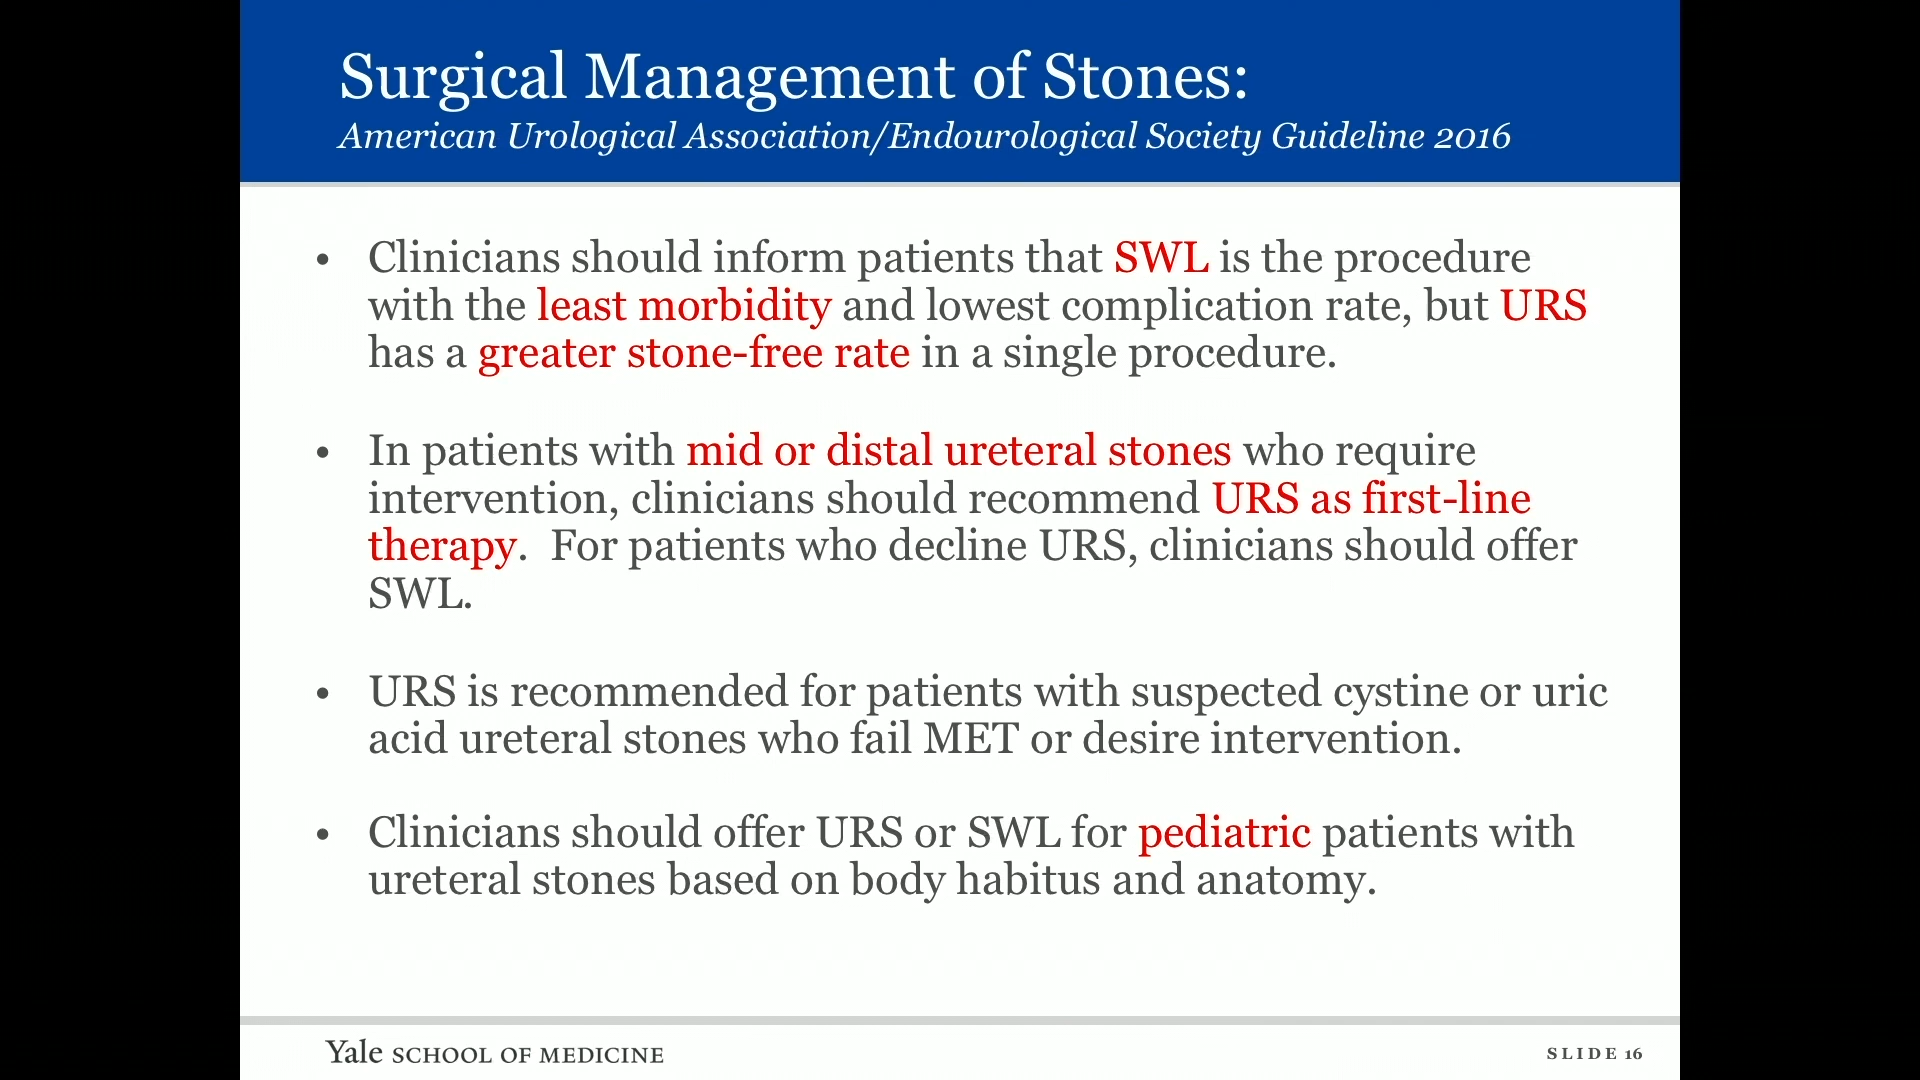 Surgical Management of Stones:
American Urological Association/Endourological Society Guideline 2016
• Clinicians should inform patients that SWL is the procedure
with the least morbidity and lowest complication rate, but URS
has a greater stone-free rate in a single procedure.
• In patients with mid or distal ureteral stones who require
intervention, clinicians should recommend URS as first-line
therapy. For patients who decline URS, clinicians should offer
SWL.
• URS is recommended for patients with suspected cystine or uric
acid ureteral stones who fail MET or desire intervention.
• Clinicians should offer URS or SWL for pediatric patients with
ureteral stones based on body habitus and anatomy.
Yale SCHOOL OF MEDICINE
SLIDE 16